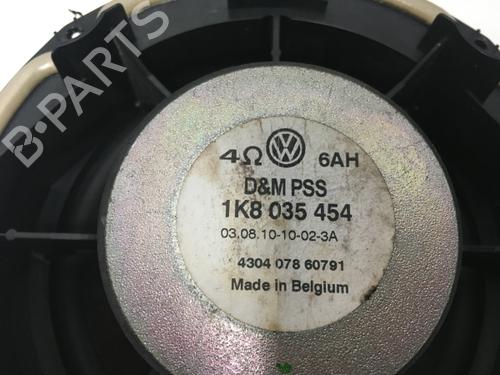 4Ω VW 6AH
D&M PSS
1K8 035 454
03.08.10-10-02-3A
4304 078 60791
Made in Belgium
B-PARTS